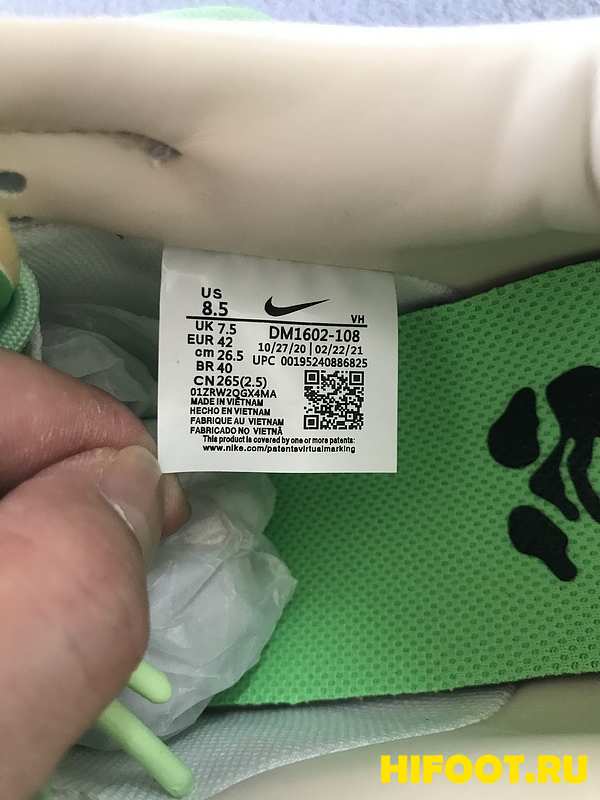 US
8.5
VH
UK 7.5
EUR 42
cm 26.5
BR 40
CN 265(2.5)
DM1602-108
10/27/20 | 02/22/21
UPC 00195240886825
01ZRW2QGX4MA
MADE IN VIETNAM
HECHO EN VIETNAM
FABRIQUE AU VIETNAM
FABRICADO NO VIETNÃ
This product is covered by one or more patents:
www.nike.com/patentsvirtualmarking
HIFOOT.RU